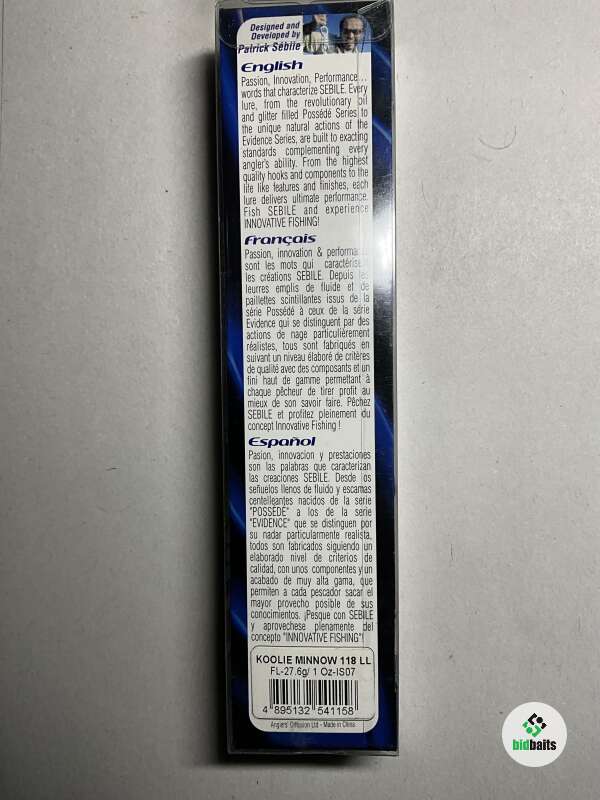 Designed and
Developed by
Patrick Sébile
English
Passion, Innovation, Performance...
words that characterize SEBILE. Every
lure, from the revolutionary oil
and glitter filled Possédé Series to
the unique natural actions of the
Evidence Series, are built to exacting
standards complementing every
angler's ability. From the highest
quality hooks and components to the
life like features and finishes, each
lure delivers ultimate performance.
Fish SEBILE and experience
INNOVATIVE FISHING!
Français
Passion, innovation & performance
sont les mots qui caractérisent
les créations SEBILE. Depuis les
leurres emplis de fluide et de
paillettes scintillantes issus de la
série Possédé à ceux de la série
Evidence qui se distinguent par des
actions de nage particulièrement
réalistes, tous sont fabriqués en
suivant un niveau élaboré de critères
de qualité avec des composants et un
fini haut de gamme permettant à
chaque pêcheur de tirer profit au
mieux de son savoir faire. Pêchez
SEBILE et profitez pleinement du
concept Innovative Fishing !
Español
Pasion, innovacion y prestaciones
son las palabras que caracterizan
las creaciones SEBILE. Desde los
señuelos llenos de fluido y escamas
centelleantes nacidos de la serie
"POSSEDE" a los de la serie
"EVIDENCE" que se distinguen por
su nadar particularmente realista,
todos son fabricados siguiendo un
elaborado nivel de criterios de
calidad, con unos componentes y un
acabado de muy alta gama, que
permiten a cada pescador sacar el
mayor provecho posible de sus
conocimientos. ¡Pesque con SEBILE
y aprovechese plenamente del
concepto "INNOVATIVE FISHING"!
KOOLIE MINNOW 118 LL
FL-27.6g/ 1 Oz-IS07
4 895132 541158
Anglers' Diffusion Ltd - Made in China
bidbaits